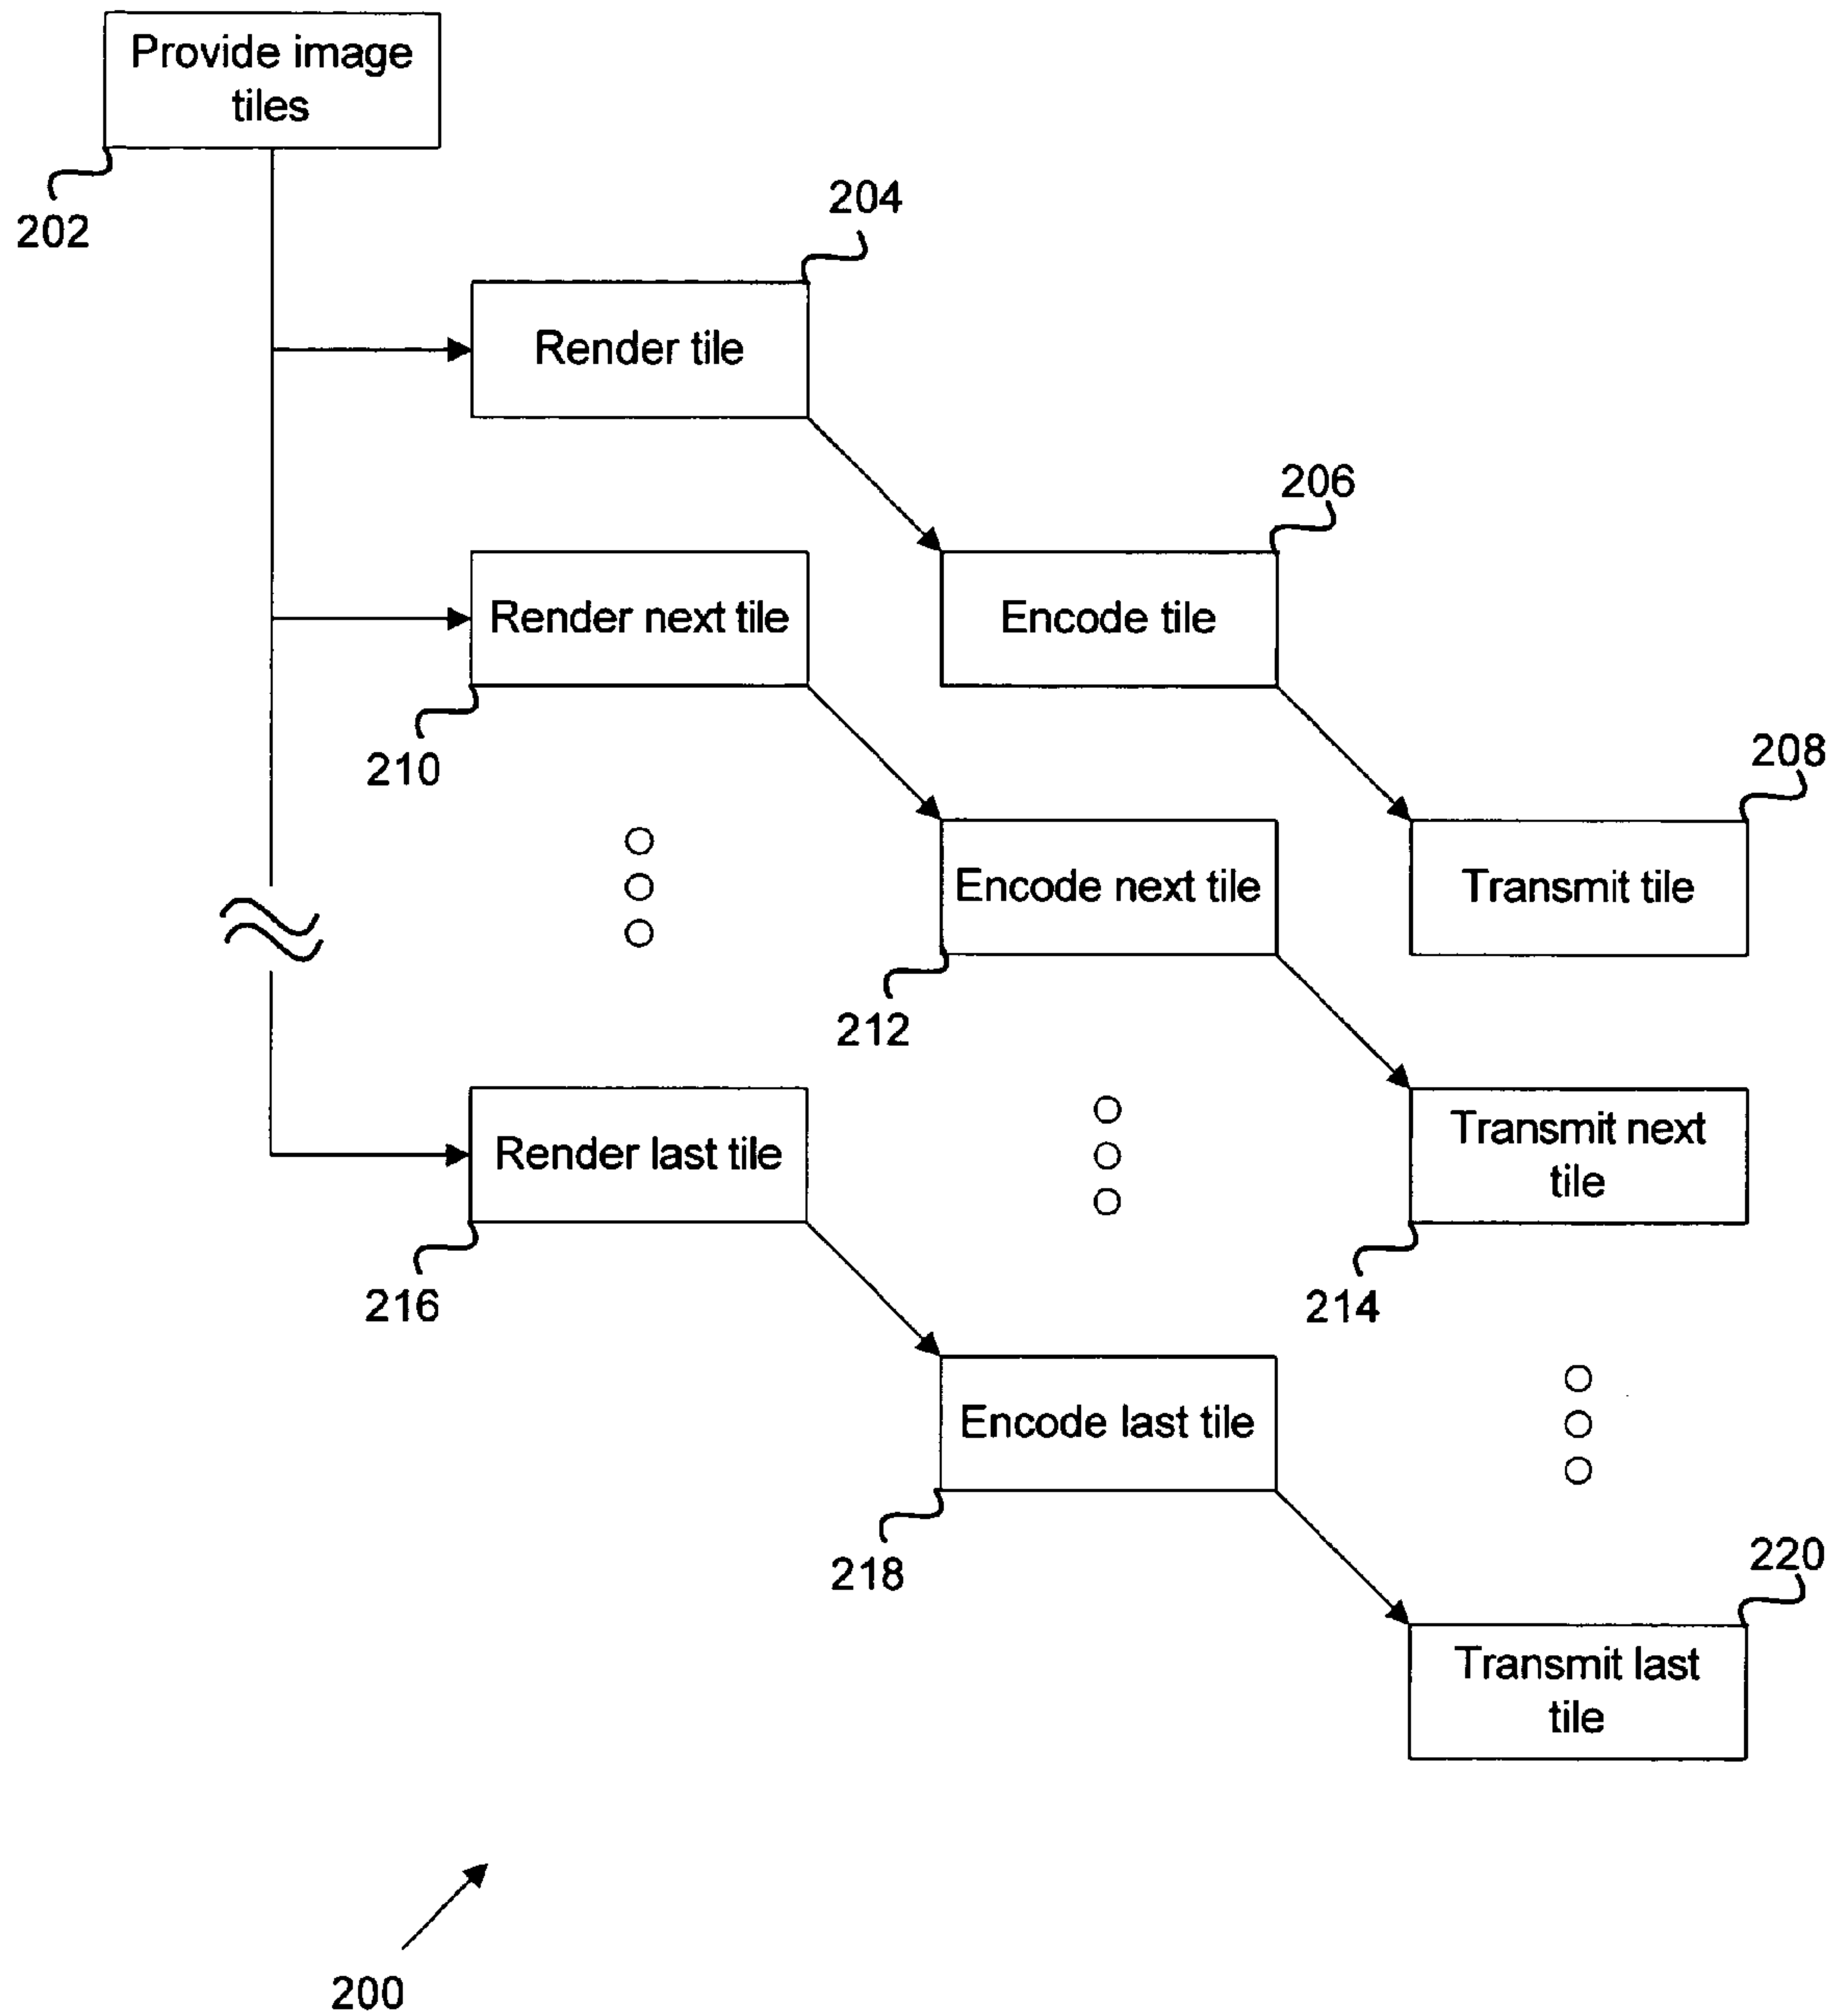 Provide image
tiles
202
204
Render tile
206
Render next tile
Encode tile
210
208
Encode next tile
Transmit tile
212
Render last tile
Transmit next
tile
216
214
Encode last tile
218
220
Transmit last
tile
200